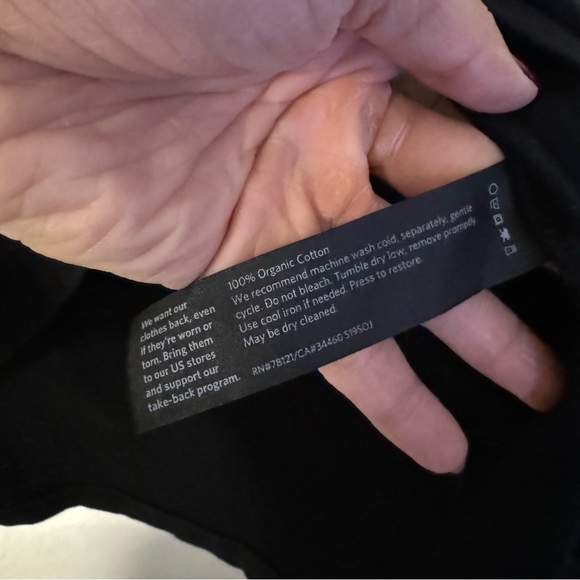 We want our
clothes back, even
if they're worn or
torn. Bring them
to our US stores
and support our
take-back program.
100% Organic Cotton
We recommend machine wash cold, separately, gentle
cycle. Do not bleach. Tumble dry low, remove promptly.
Use cool iron if needed. Press to restore.
May be dry cleaned.
RN#78121/CA#34460 S19SOJ